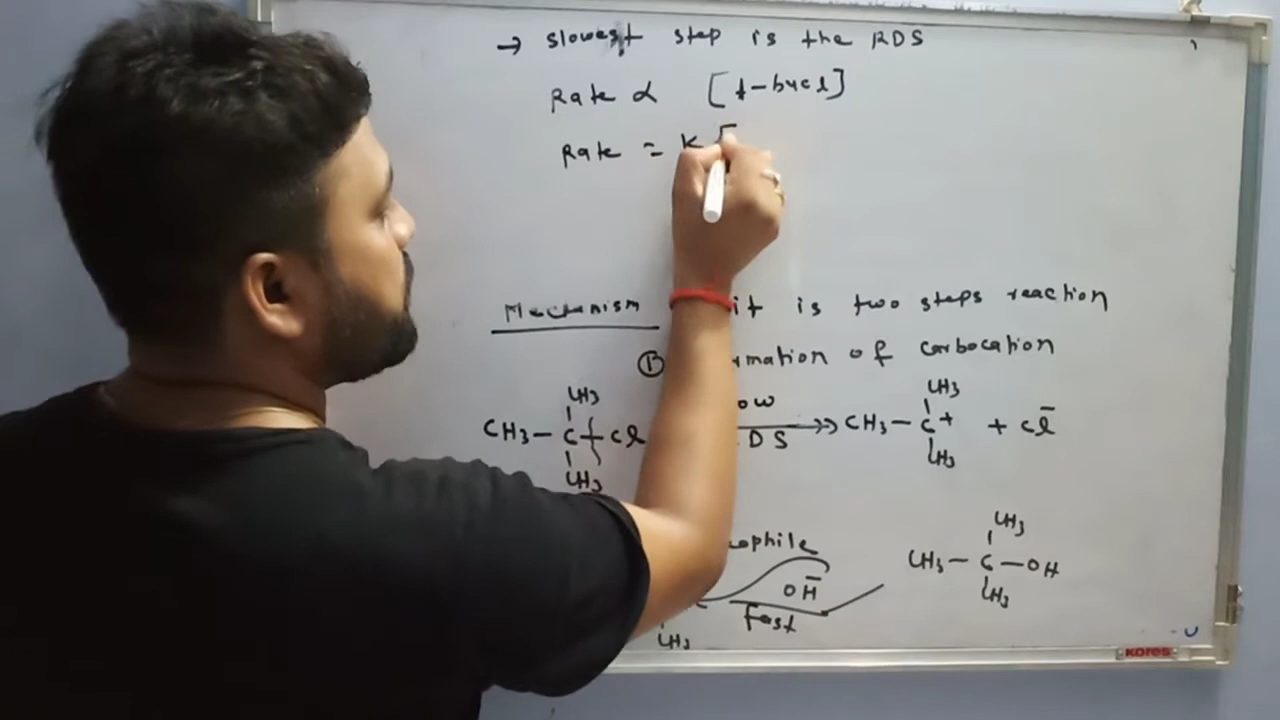 → slowest step is the RDS
Rate ∝ [t-bucl]
Rate = K [
Mechanism it is two steps reaction
① rmation of carbocation
CH3 CH3
CH3-C-Cl ow DS →> CH3-C+ + Cl-
CH3 CH3
ophile CH3
OH- CH3-C-OH
Fast CH3
CH3
KORES